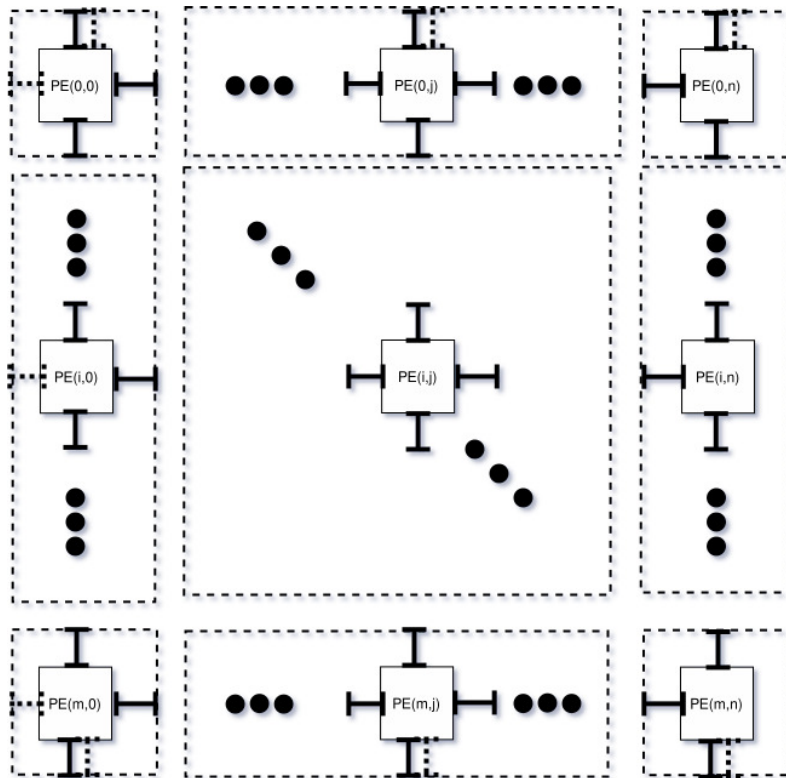 PE(0,0)
PE(0,j)
PE(0,n)
PE(i,0)
PE(i,j)
PE(i,n)
PE(m,0)
PE(m,j)
PE(m,n)